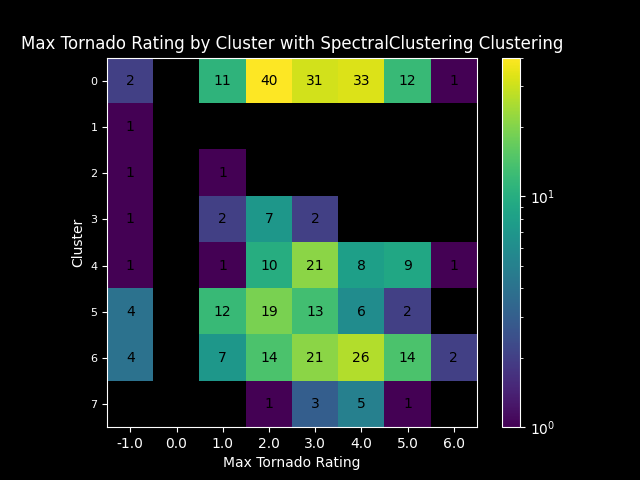 Max Tornado Rating by Cluster with SpectralClustering Clustering
0 2 11 40 31 33 12 1
1 1
2 1 1
3 1 2 7 2
4 1 1 10 21 8 9 1
5 4 12 19 13 6 2
6 4 7 14 21 26 14 2
7 1 3 5 1
-1.0 0.0 1.0 2.0 3.0 4.0 5.0 6.0
Max Tornado Rating
Cluster
10¹
10⁰